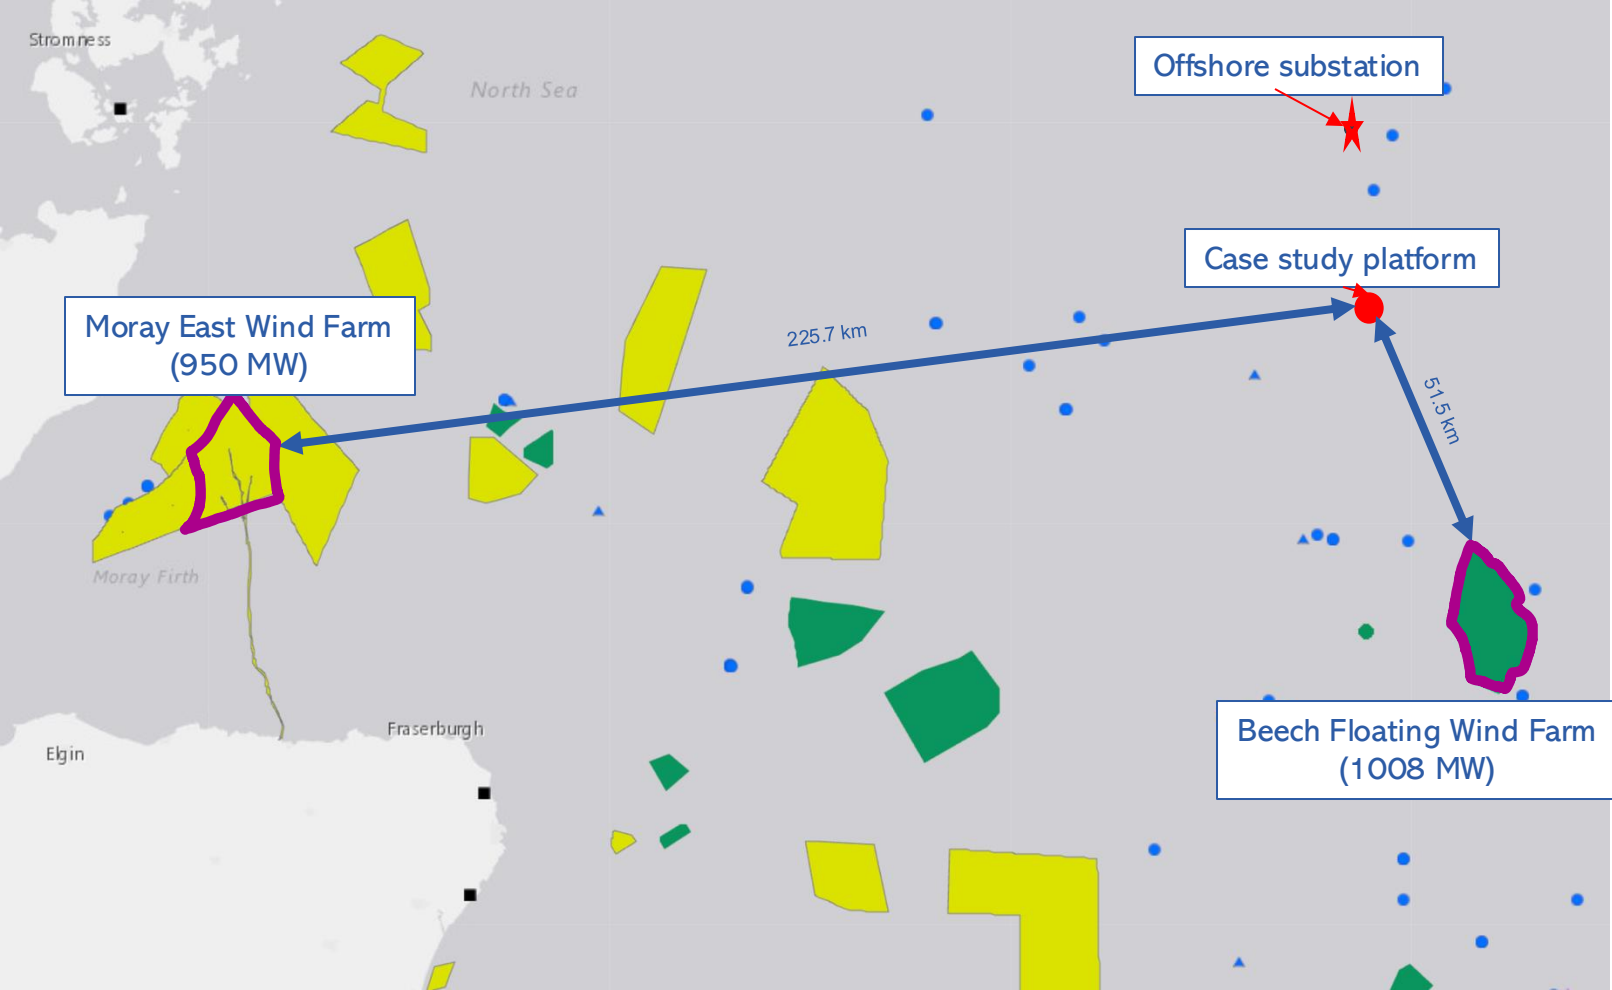 Stromness
North Sea
Offshore substation
Case study platform
Moray East Wind Farm
(950 MW)
225.7 km
51.5 km
Moray Firth
Fraserburgh
Elgin
Beech Floating Wind Farm
(1008 MW)